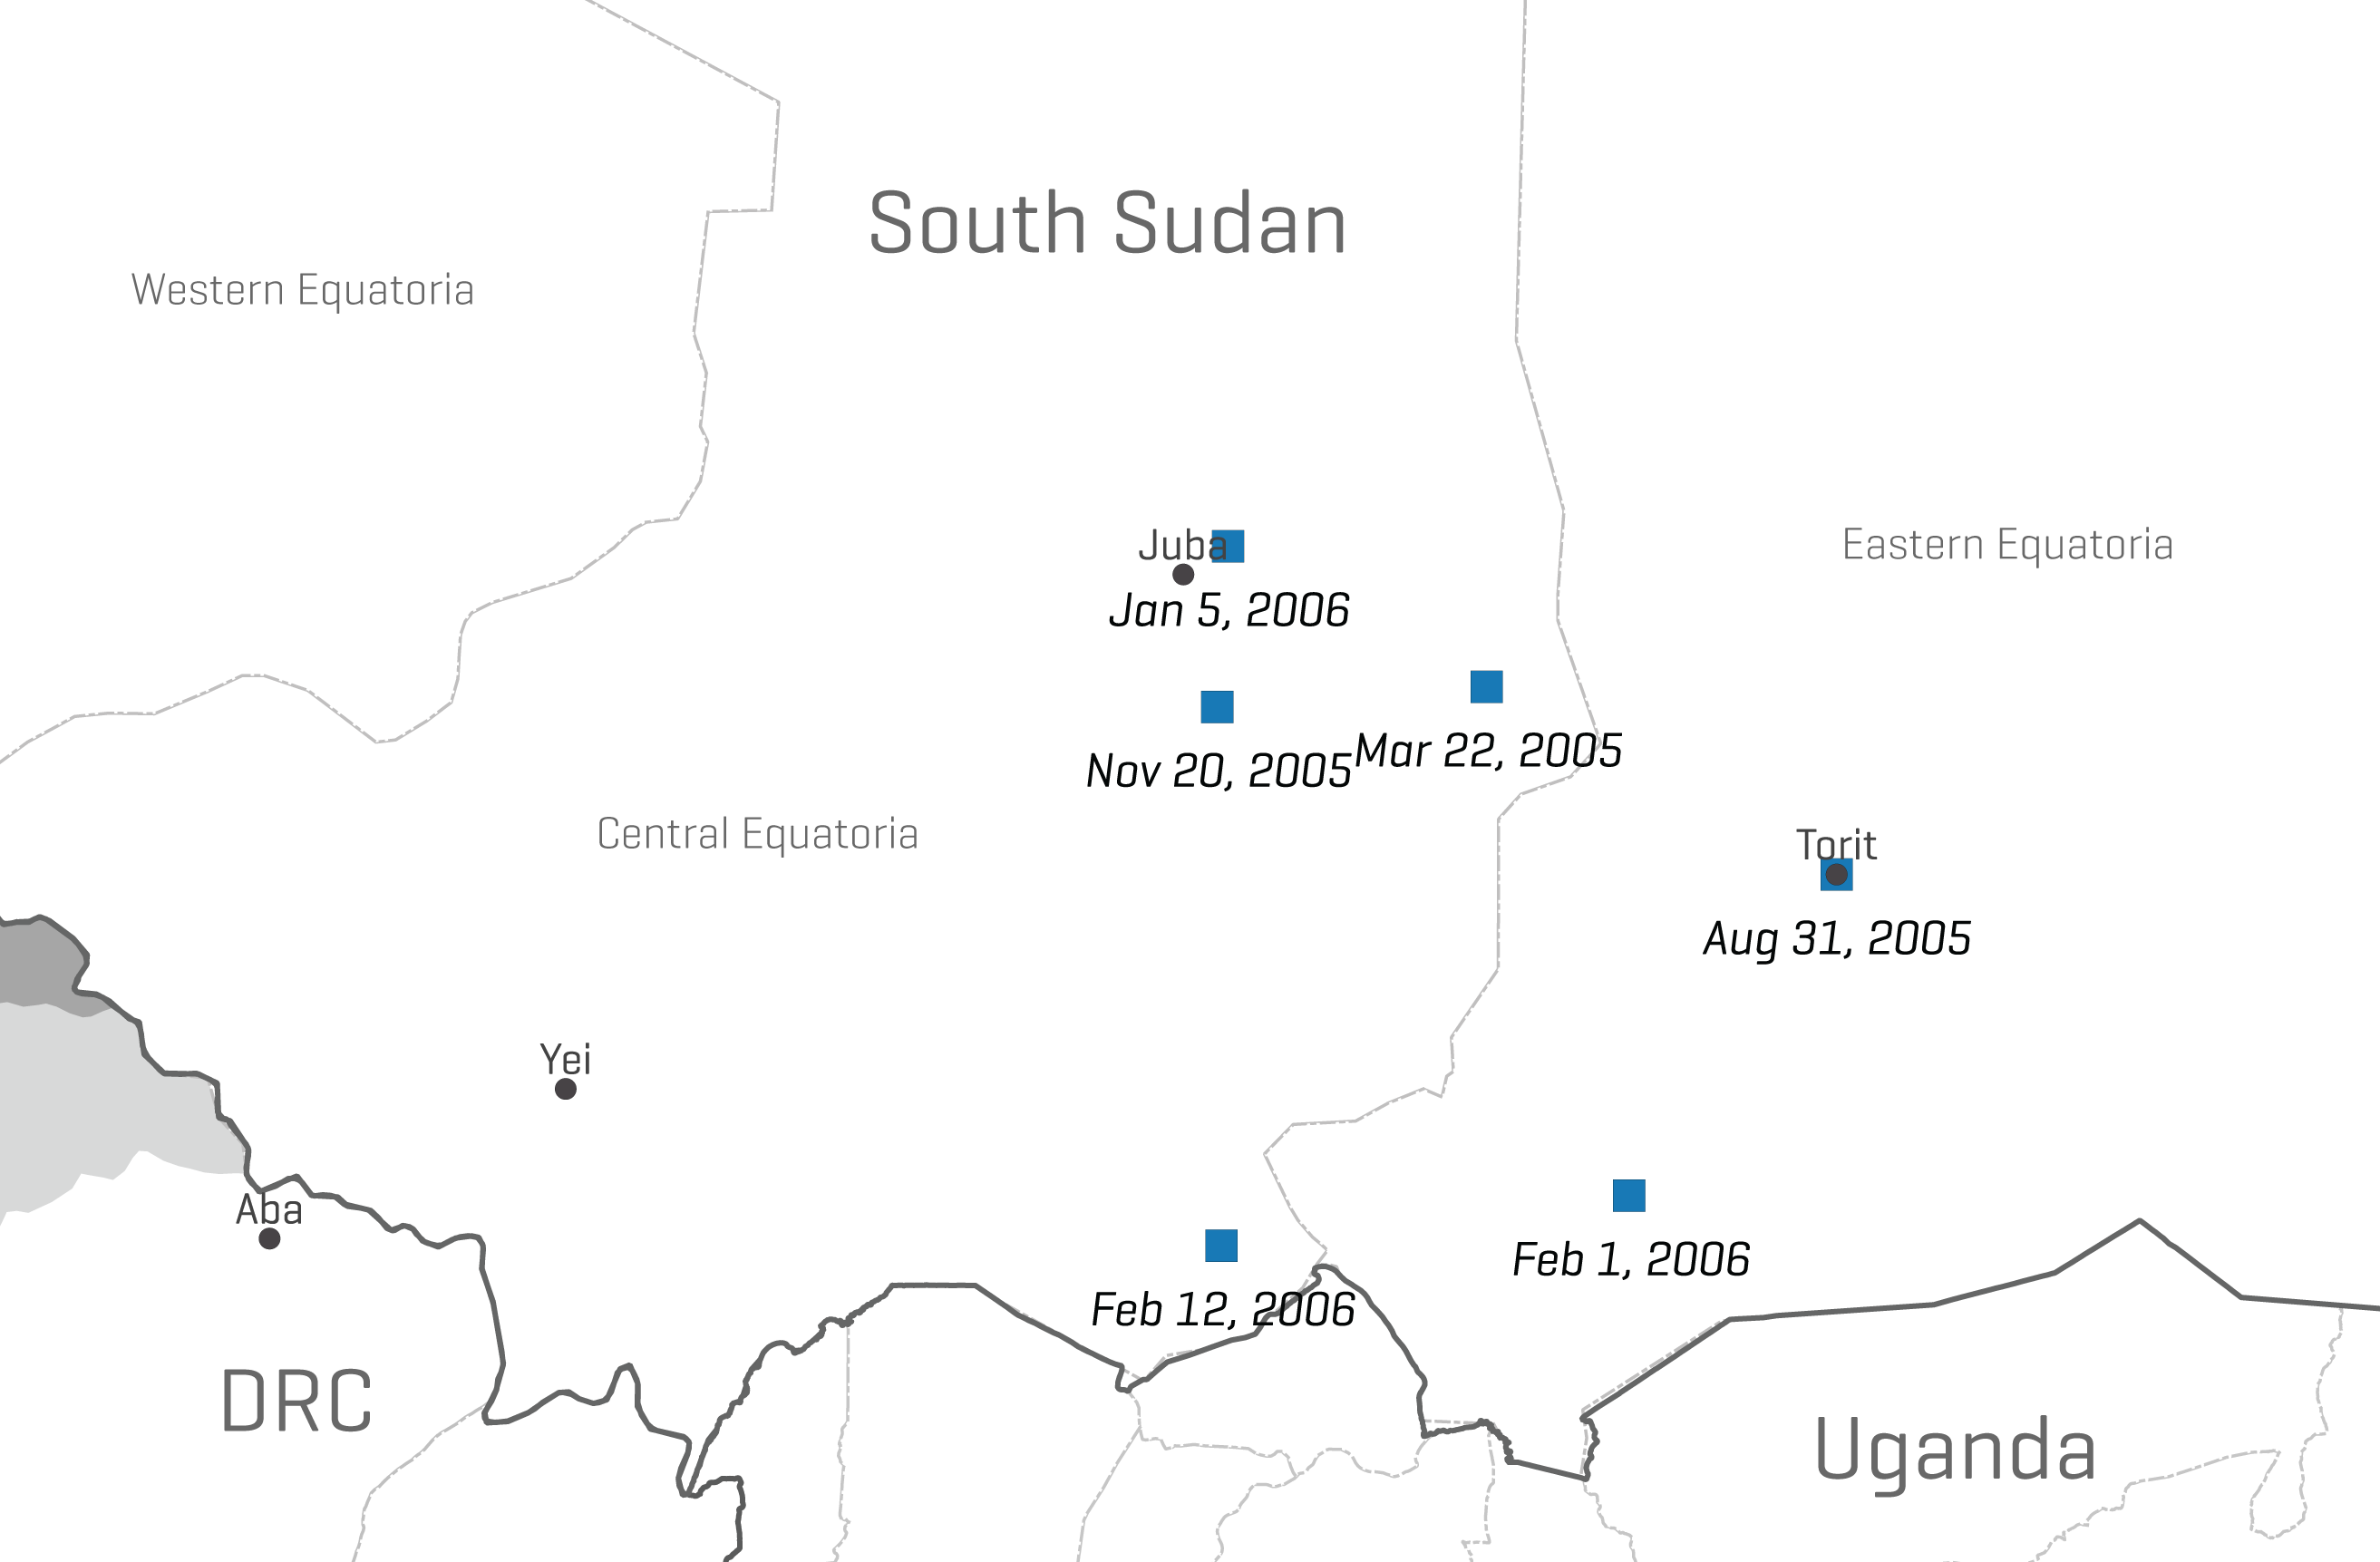 South Sudan
Western Equatoria
Juba
Eastern Equatoria
Jan 5, 2006
Mar 22, 2005
Nov 20, 2005
Central Equatoria
Torit
Aug 31, 2005
Yei
Aba
Feb 1, 2006
Feb 12, 2006
DRC
Uganda